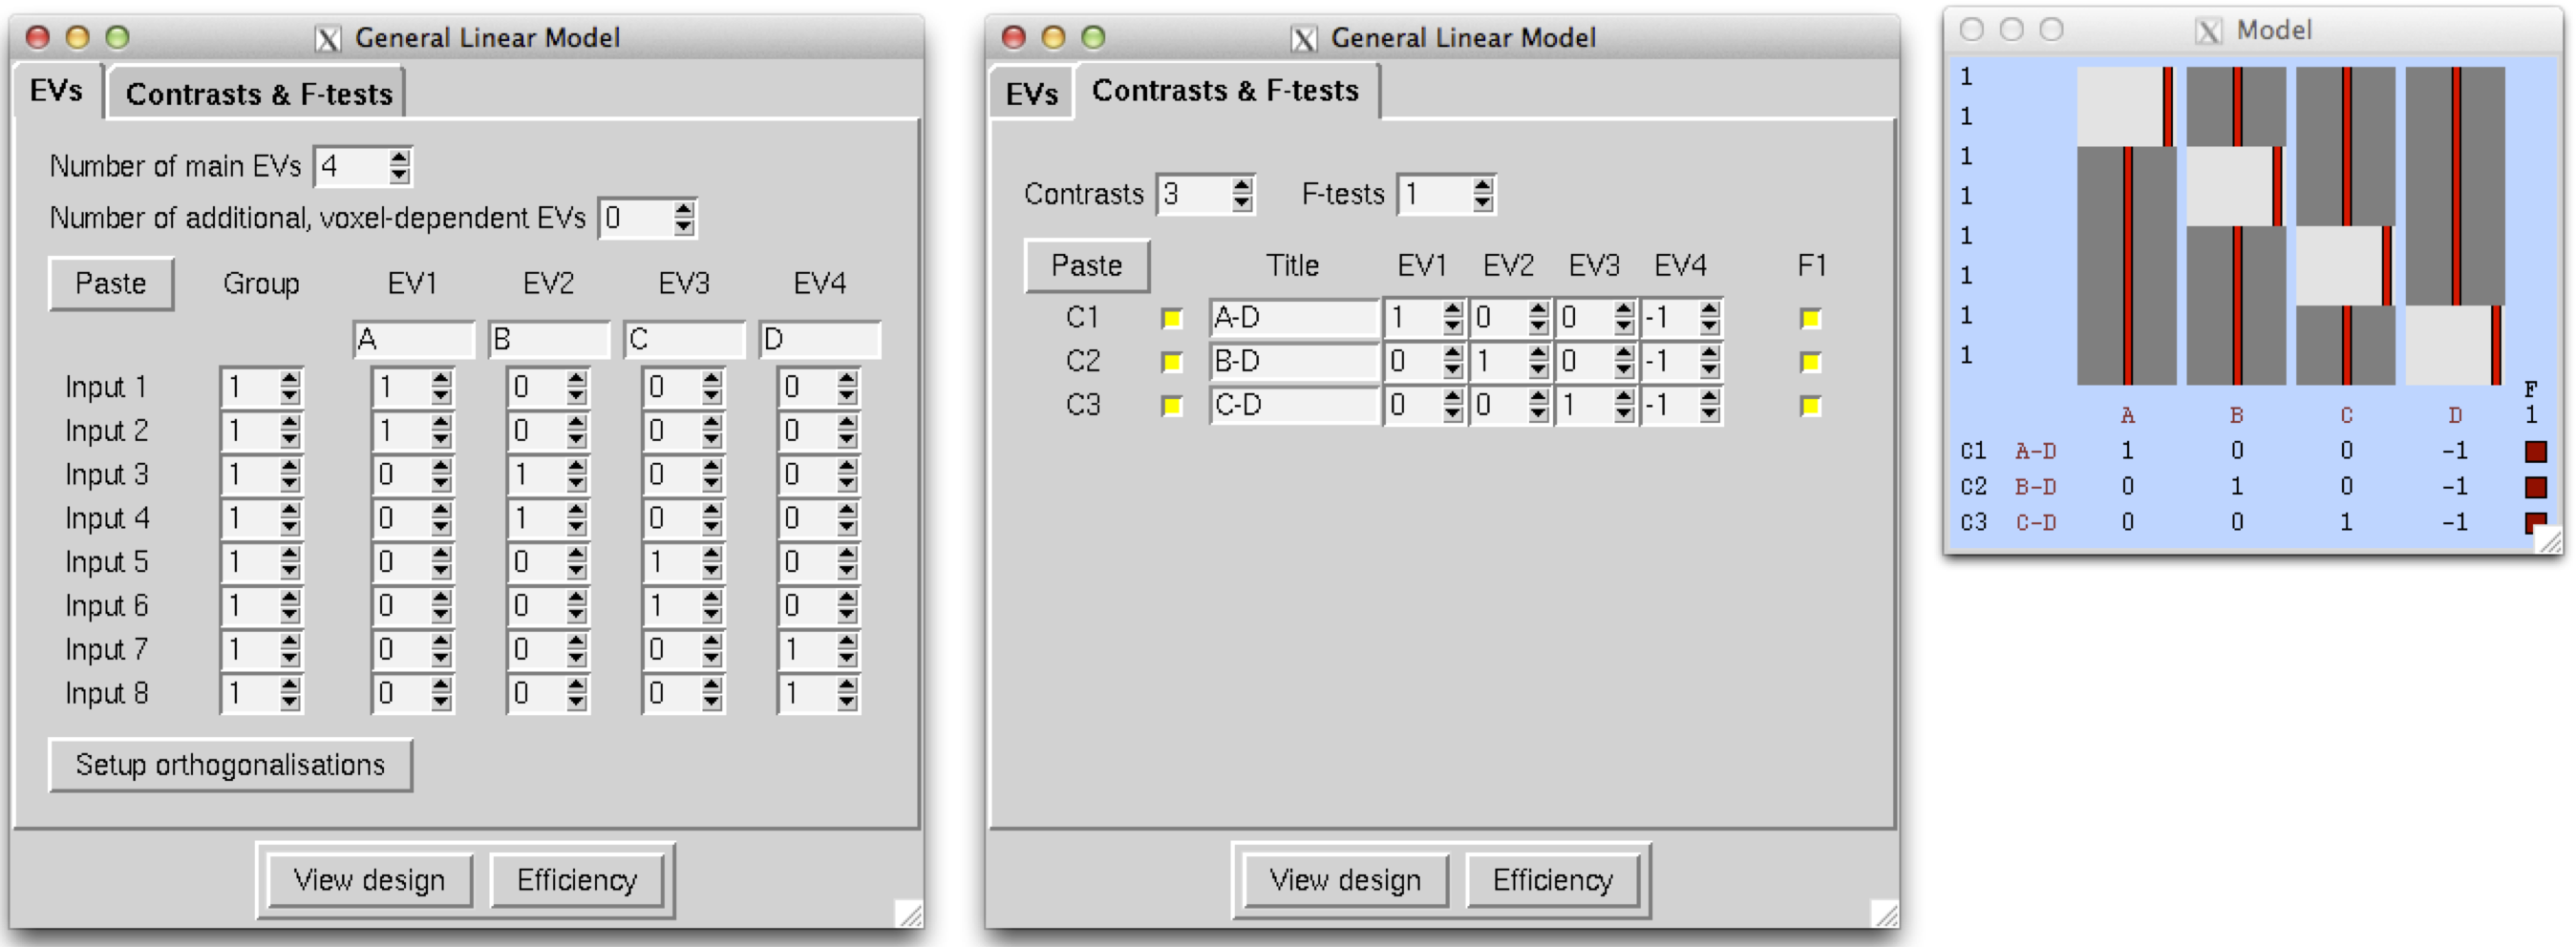 General Linear Model
EVs Contrasts & F-tests
Number of main EVs 4
Number of additional, voxel-dependent EVs 0
Paste Group EV1 EV2 EV3 EV4
A B C D
Input 1 1 1 0 0 0
Input 2 1 1 0 0 0
Input 3 1 0 1 0 0
Input 4 1 0 1 0 0
Input 5 1 0 0 1 0
Input 6 1 0 0 1 0
Input 7 1 0 0 0 1
Input 8 1 0 0 0 1
Setup orthogonalisations
View design Efficiency
General Linear Model
EVs Contrasts & F-tests
Contrasts 3 F-tests 1
Paste Title EV1 EV2 EV3 EV4 F1
C1 A-D 1 0 0 -1
C2 B-D 0 1 0 -1
C3 C-D 0 0 1 -1
View design Efficiency
Model
1
1
1
1
1
1
1
1
F
A B C D 1
C1 A-D 1 0 0 -1
C2 B-D 0 1 0 -1
C3 C-D 0 0 1 -1